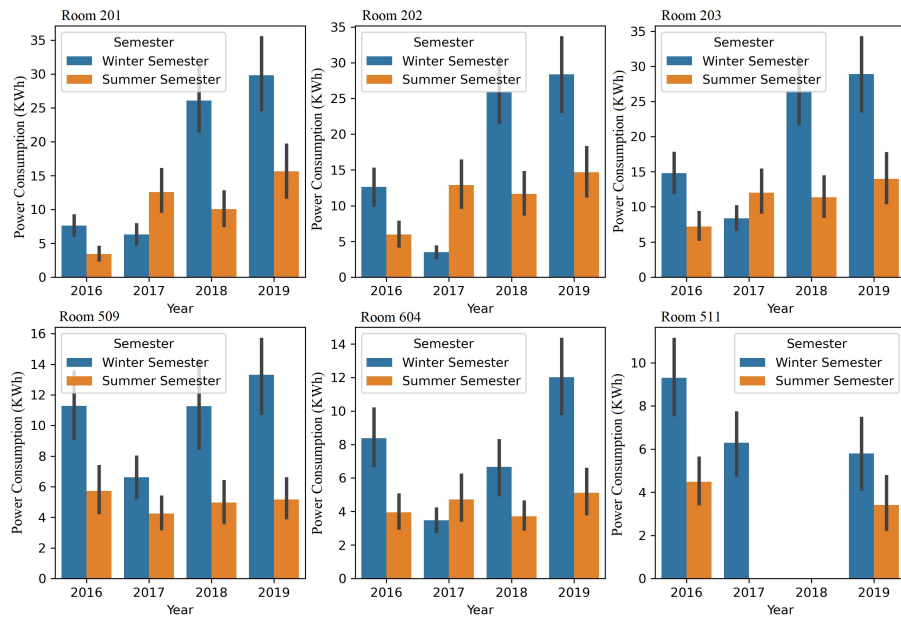 Room 201
Power Consumption (KWh)
35
30
25
20
15
10
5
0
Semester
Winter Semester
Summer Semester
2016 2017 2018 2019
Year
Room 202
Power Consumption (KWh)
35
30
25
20
15
10
5
0
Semester
Winter Semester
Summer Semester
2016 2017 2018 2019
Year
Room 203
Power Consumption (KWh)
35
30
25
20
15
10
5
0
Semester
Winter Semester
Summer Semester
2016 2017 2018 2019
Year
Room 509
Power Consumption (KWh)
16
14
12
10
8
6
4
2
0
Semester
Winter Semester
Summer Semester
2016 2017 2018 2019
Year
Room 604
Power Consumption (KWh)
14
12
10
8
6
4
2
0
Semester
Winter Semester
Summer Semester
2016 2017 2018 2019
Year
Room 511
Power Consumption (KWh)
10
8
6
4
2
0
Semester
Winter Semester
Summer Semester
2016 2017 2018 2019
Year